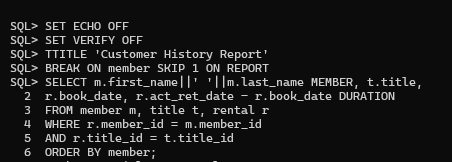 SQL> SET ECHO OFF
SQL> SET VERIFY OFF
SQL> TTITLE 'Customer History Report'
SQL> BREAK ON member SKIP 1 ON REPORT
SQL> SELECT m.first_name||' '||m.last_name MEMBER, t.title,
2 r.book_date, r.act_ret_date - r.book_date DURATION
3 FROM member m, title t, rental r
4 WHERE r.member_id = m.member_id
5 AND r.title_id = t.title_id
6 ORDER BY member;